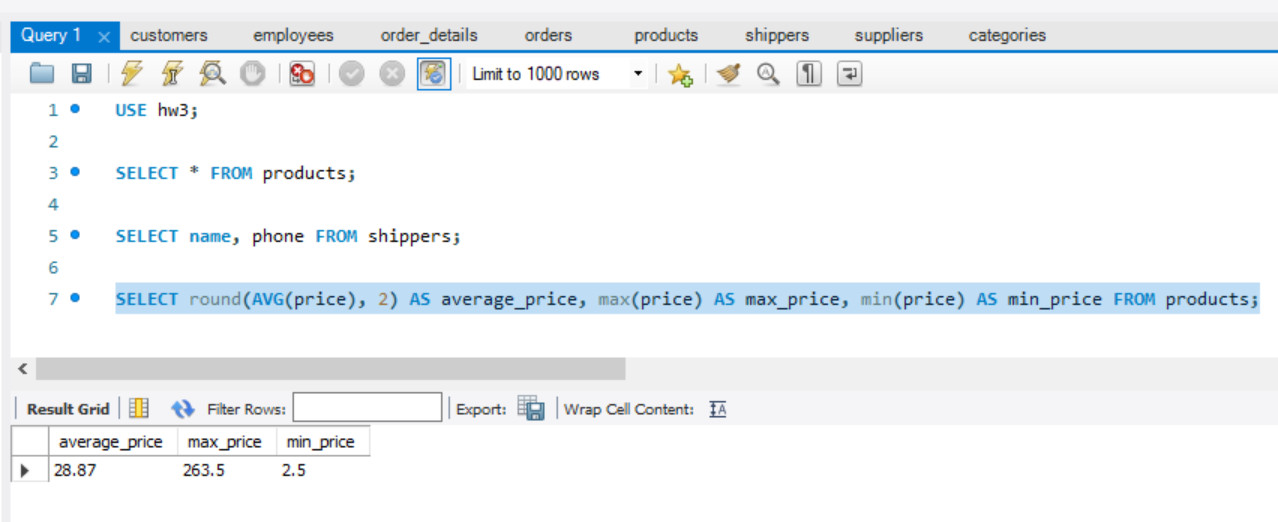 Query 1 × customers employees order_details orders products shippers suppliers categories
Limit to 1000 rows
1 USE hw3;
2
3 SELECT * FROM products;
4
5 SELECT name, phone FROM shippers;
6
7 SELECT round(AVG(price), 2) AS average_price, max(price) AS max_price, min(price) AS min_price FROM products;
Result Grid Filter Rows: Export: Wrap Cell Content:
average_price max_price min_price
28.87 263.5 2.5